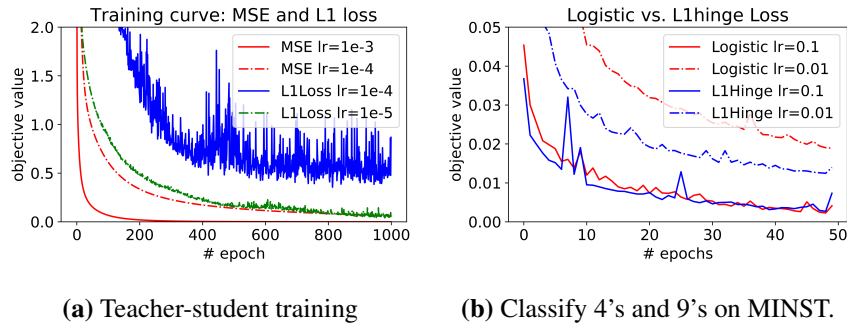 Training curve: MSE and L1 loss
objective value
2.0
1.5
1.0
0.5
0.0
MSE lr=1e-3
MSE lr=1e-4
L1Loss lr=1e-4
L1Loss lr=1e-5
0 200 400 600 800 1000
# epoch
(a) Teacher-student training
Logistic vs. L1hinge Loss
objective value
0.05
0.04
0.03
0.02
0.01
0.00
Logistic lr=0.1
Logistic lr=0.01
L1Hinge lr=0.1
L1Hinge lr=0.01
0 10 20 30 40 50
# epochs
(b) Classify 4's and 9's on MINST.